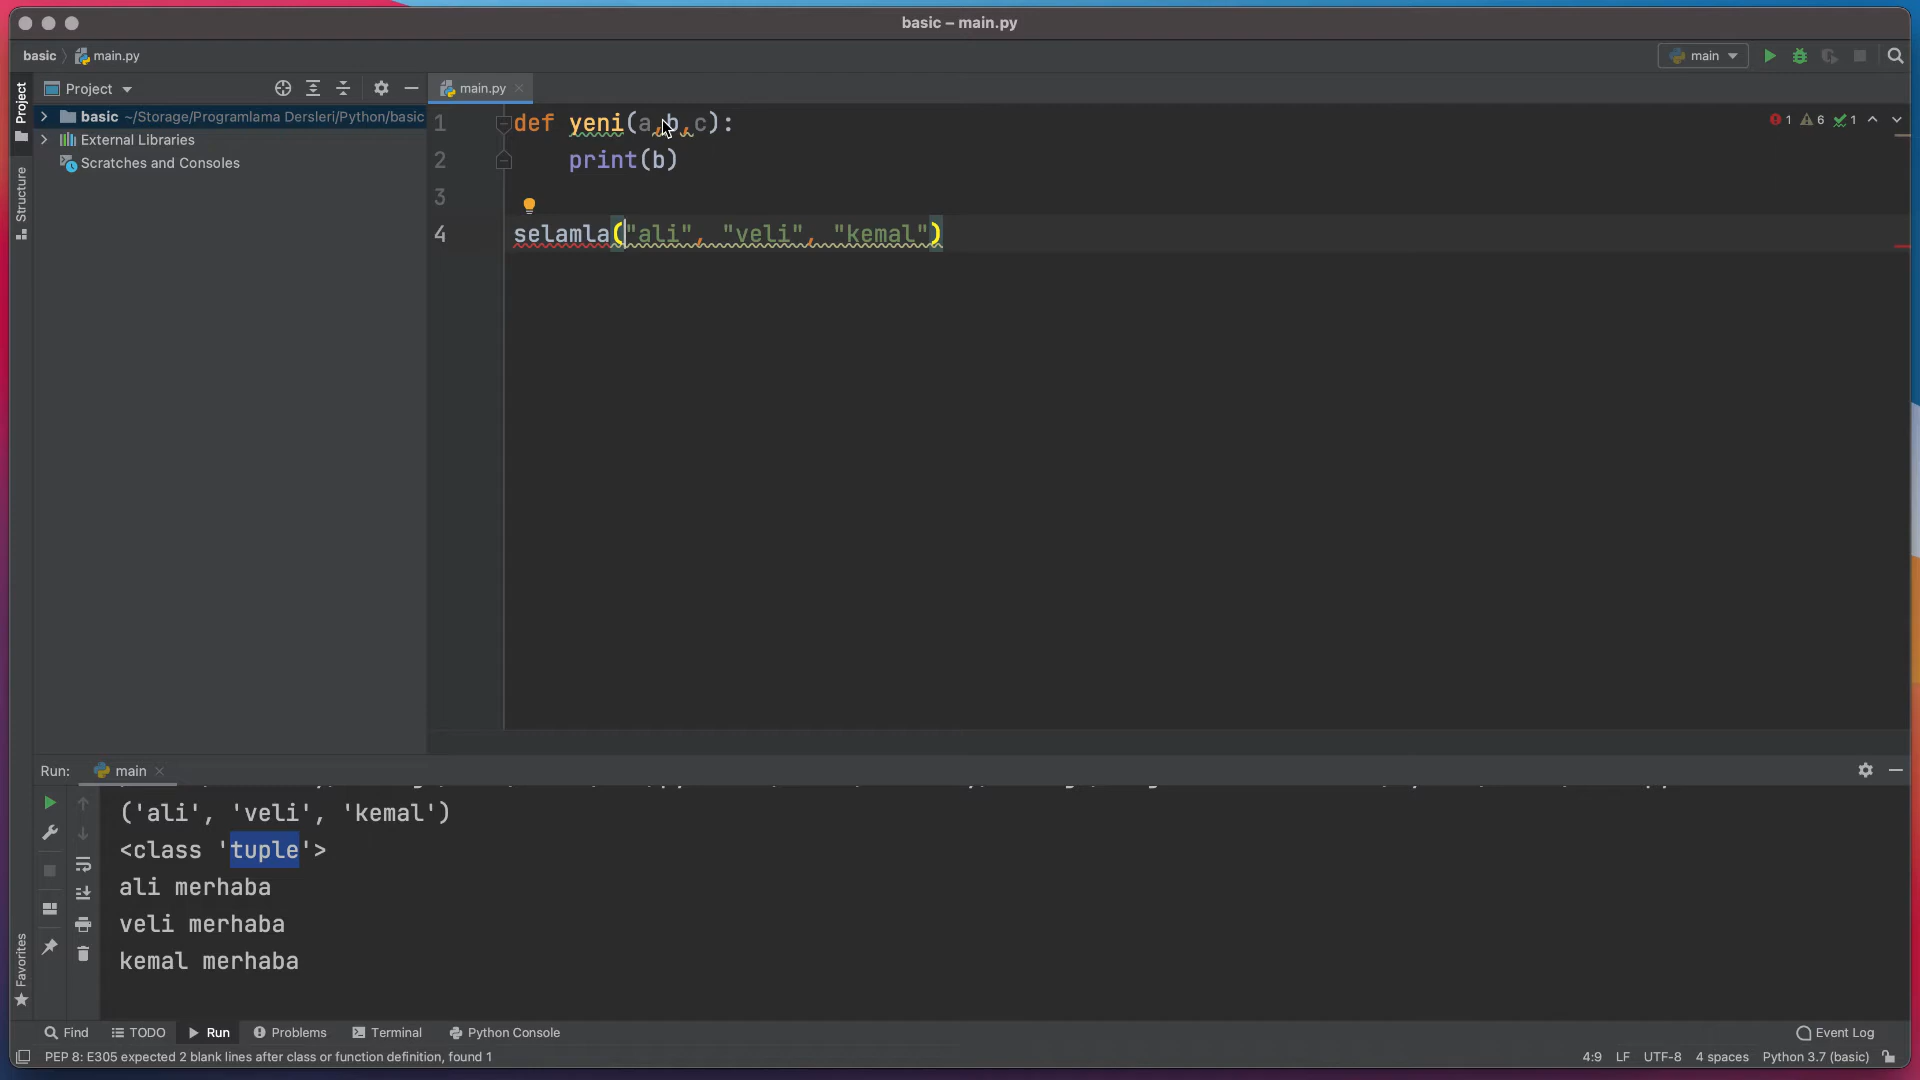 basic – main.py
basic
main.py
main
Project
main.py
Project
basic ~/Storage/Programlama Dersleri/Python/basic
External Libraries
Scratches and Consoles
Structure
Favorites
1 def yeni(a,b,c):
1 6 1
2 print(b)
3
4 selamla("ali", "veli", "kemal")
Run: main
('ali', 'veli', 'kemal')
<class 'tuple'>
ali merhaba
veli merhaba
kemal merhaba
Find TODO Run Problems Terminal Python Console Event Log
PEP 8: E305 expected 2 blank lines after class or function definition, found 1
4:9 LF UTF-8 4 spaces Python 3.7 (basic)